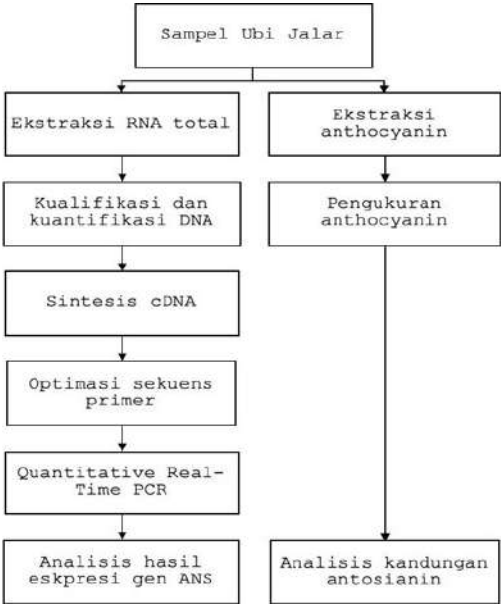 Sampel Ubi Jalar
Ekstraksi RNA total
Ekstraksi
anthocyanin
Kualifikasi dan
kuantifikasi DNA
Pengukuran
anthocyanin
Sintesis cDNA
Optimasi sekuens
primer
Quantitative Real-
Time PCR
Analisis hasil
eskpresi gen ANS
Analisis kandungan
antosianin